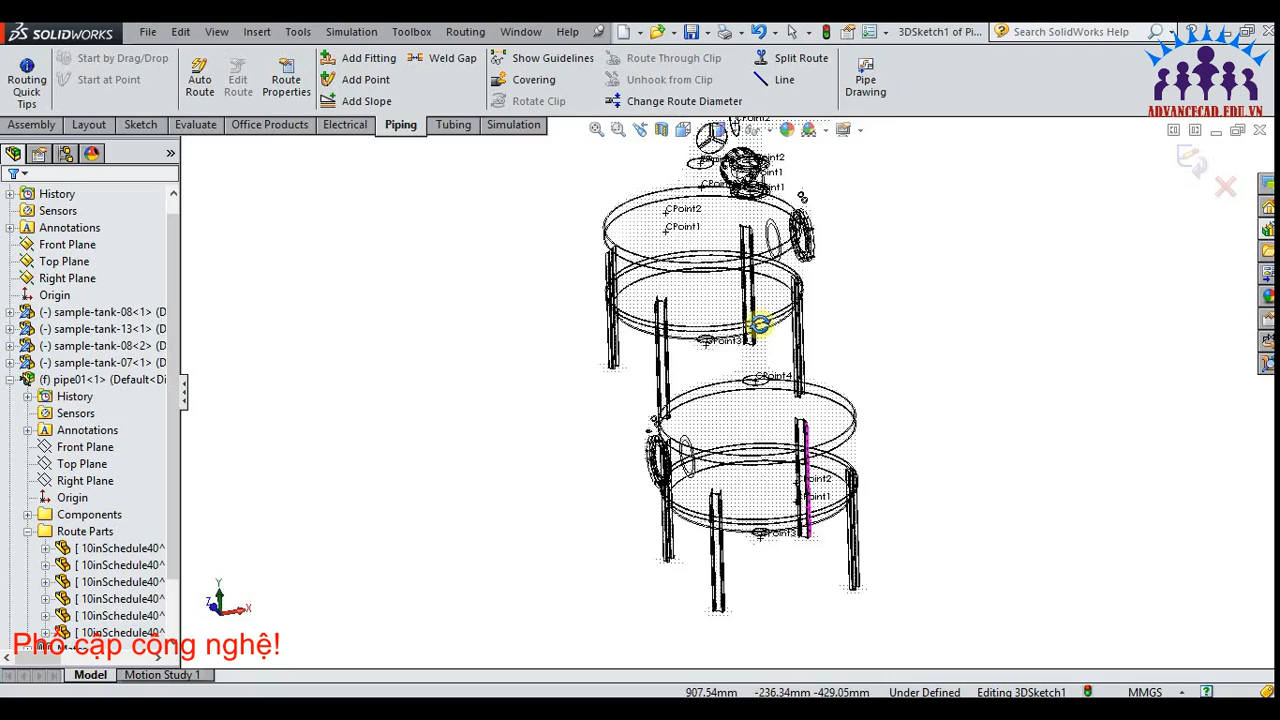 SOLIDWORKS File Edit View Insert Tools Simulation Toolbox Routing Window Help 3DSketch1 of Pi... Search SolidWorks Help
Routing Quick Tips
Start by Drag/Drop
Start at Point
Auto Route
Edit Route
Route Properties
Add Fitting
Add Point
Add Slope
Weld Gap
Show Guidelines
Covering
Rotate Clip
Route Through Clip
Unhook from Clip
Change Route Diameter
Split Route
Line
Pipe Drawing
ADVANCECAD.EDU.VN
Assembly Layout Sketch Evaluate Office Products Electrical Piping Tubing Simulation
History
Sensors
Annotations
Front Plane
Top Plane
Right Plane
Origin
(-) sample-tank-08<1> (D
(-) sample-tank-13<1> (D
(-) sample-tank-08<2> (D
(-) sample-tank-07<1> (D
(f) pipe01<1> (Default<Di
History
Sensors
Annotations
Front Plane
Top Plane
Right Plane
Origin
Components
Route Parts
[ 10inSchedule40^
[ 10inSchedule40^
[ 10inSchedule40^
[ 10inSchedule40^
[ 10inSchedule40^
[ 10inSchedule40^
CPoint2
CPoint1
CPoint3
CPoint4
Y
Z
X
Phổ cập công nghệ!
Model Motion Study 1
907.54mm -236.34mm -429.05mm Under Defined Editing 3DSketch1 MMGS